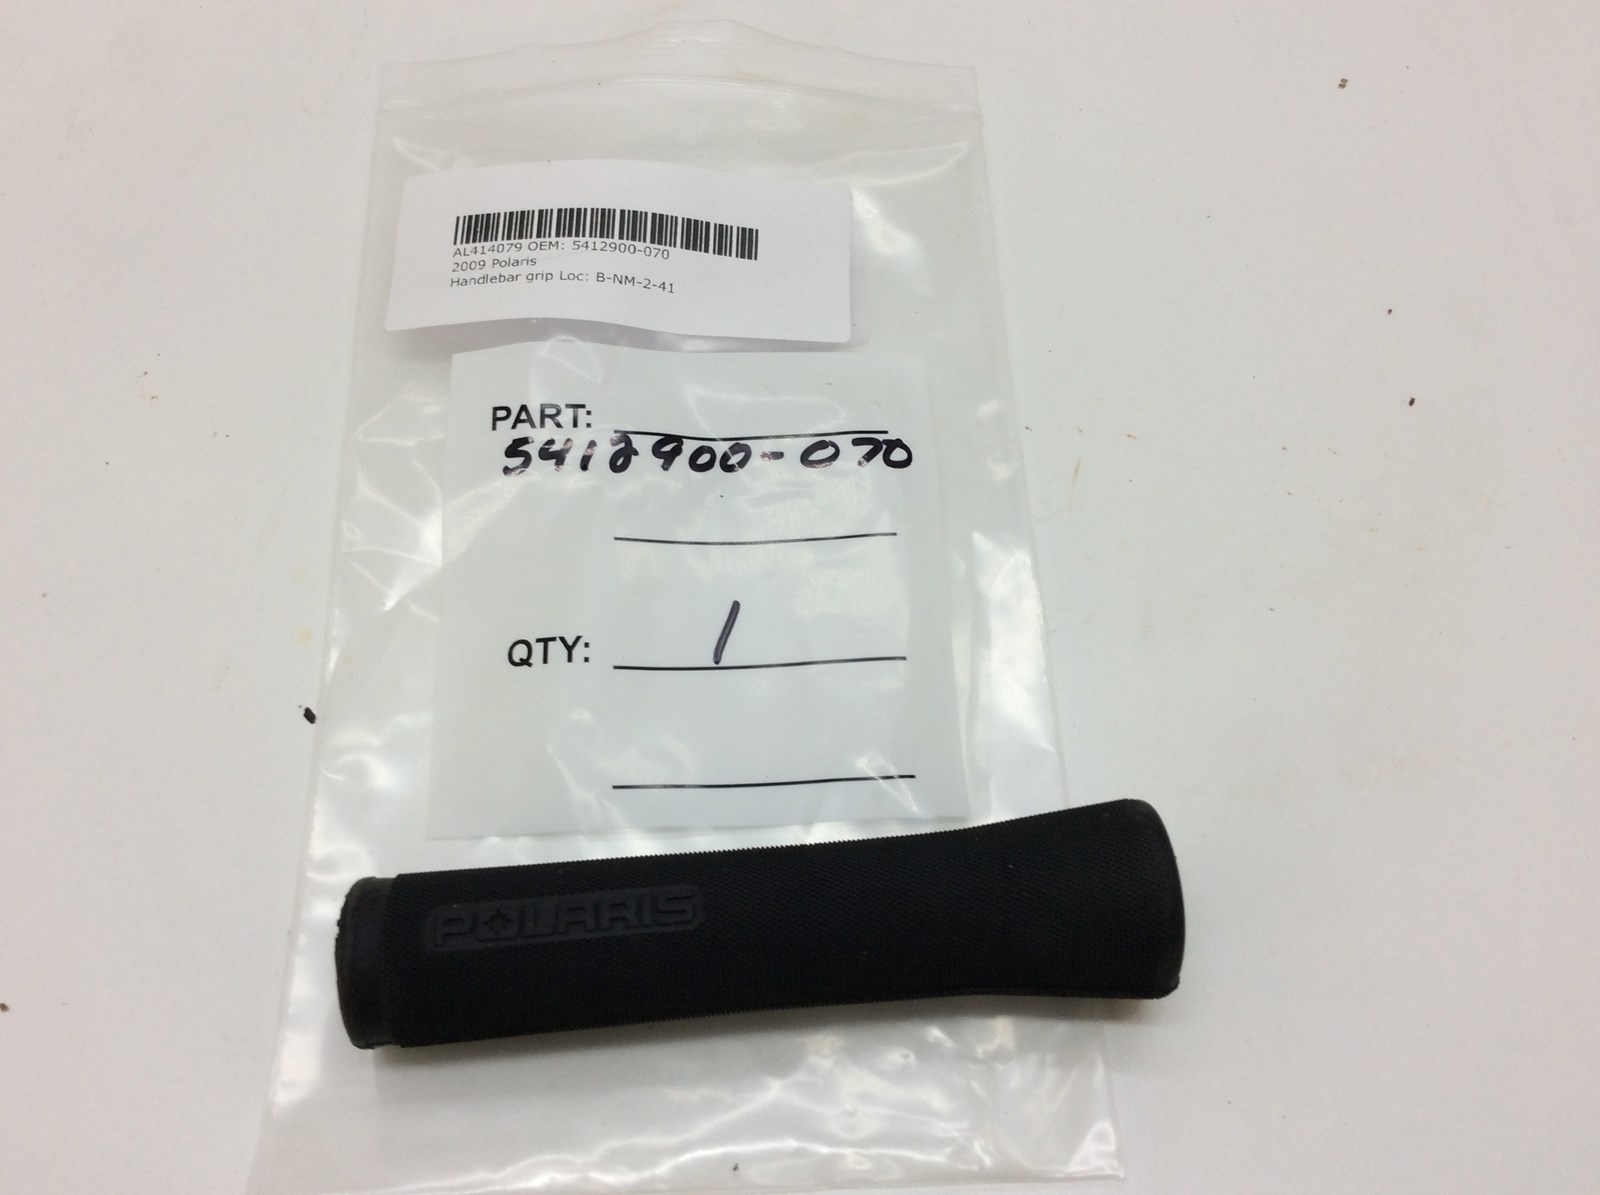 AL414079 OEM: 5412900-070
2009 Polaris
Handlebar grip Loc: B-NM-2-41
PART:
5412900-070
QTY: 1
POLARIS